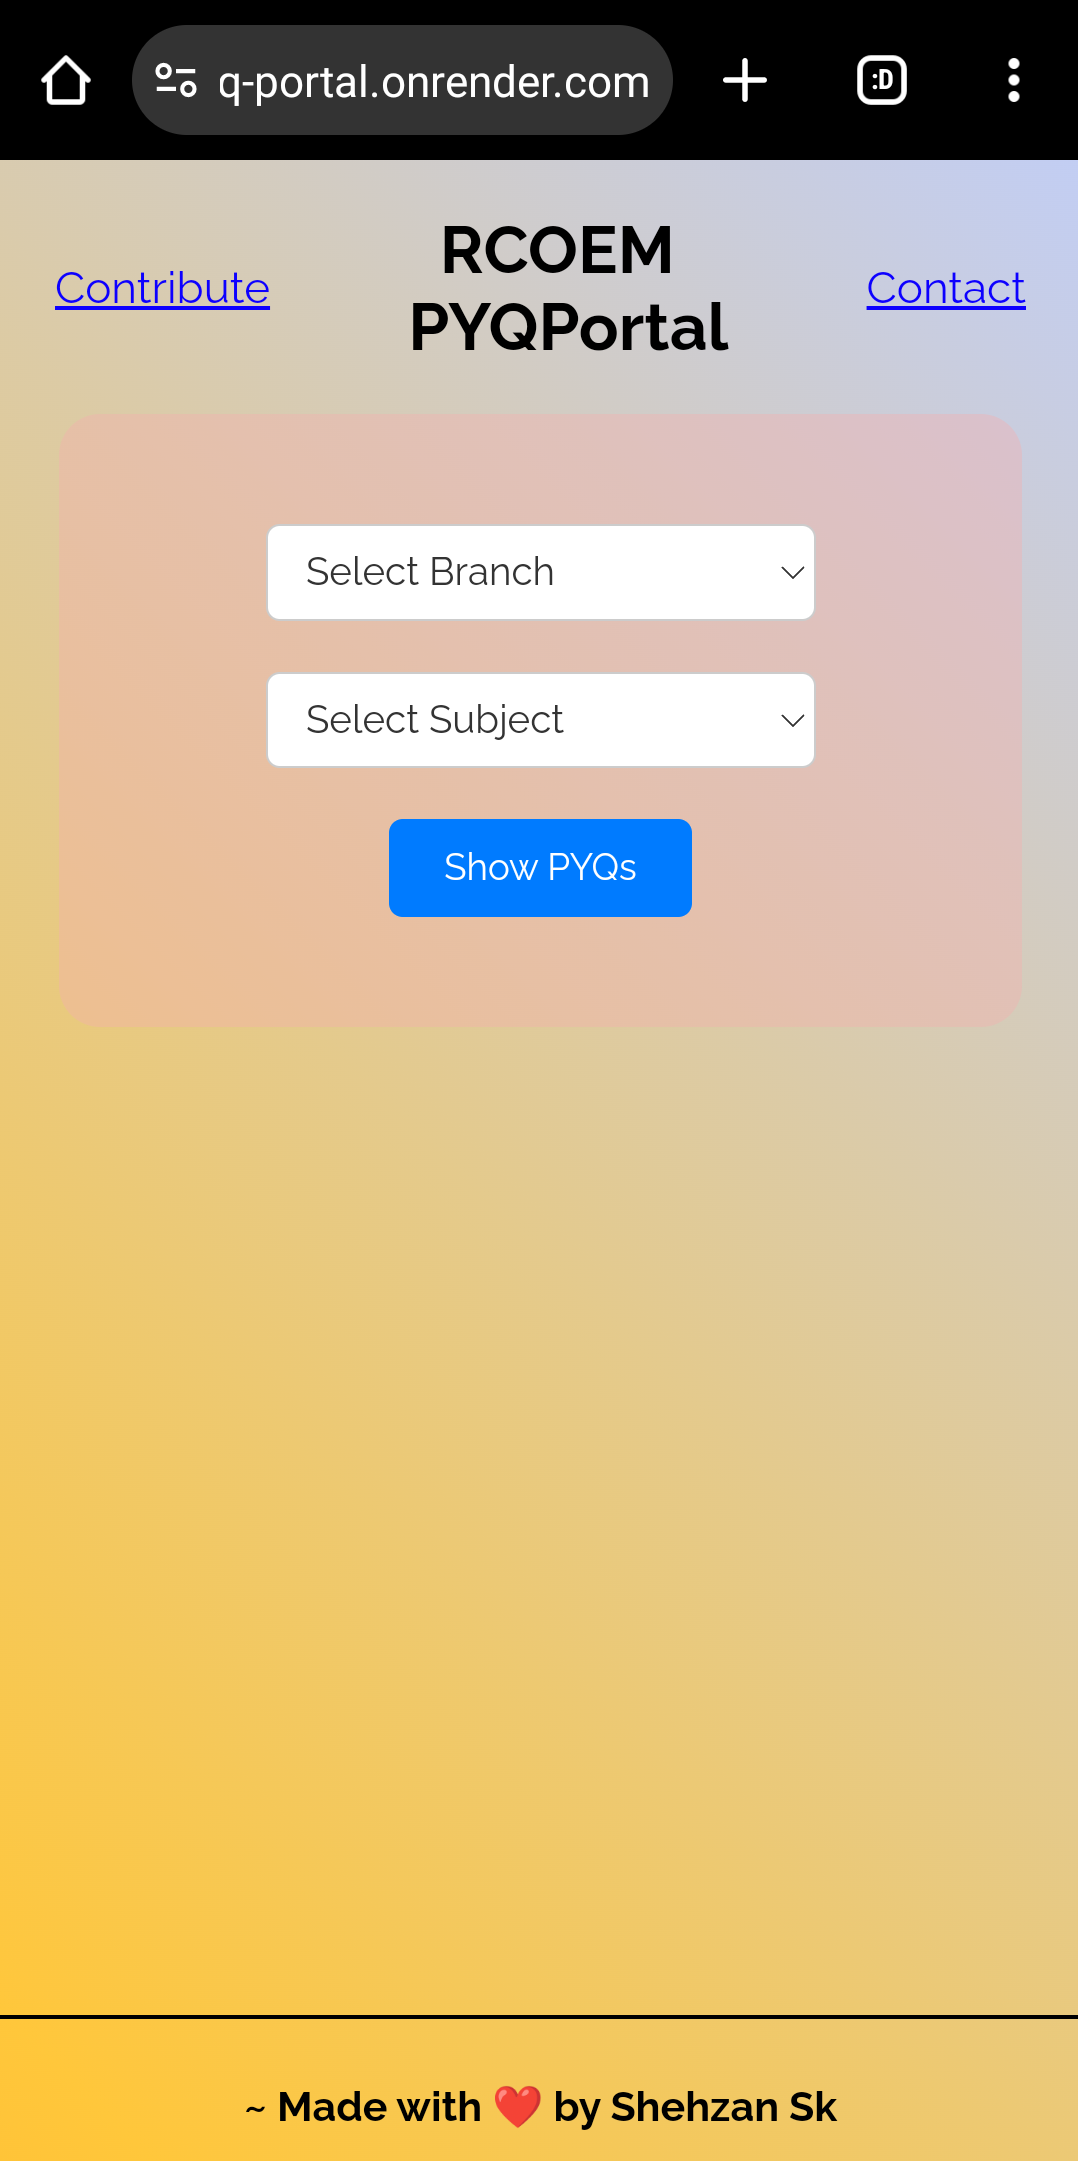 q-portal.onrender.com
:D
Contribute
RCOEM
PYQPortal
Contact
Select Branch
Select Subject
Show PYQs
~ Made with ❤️ by Shehzan Sk